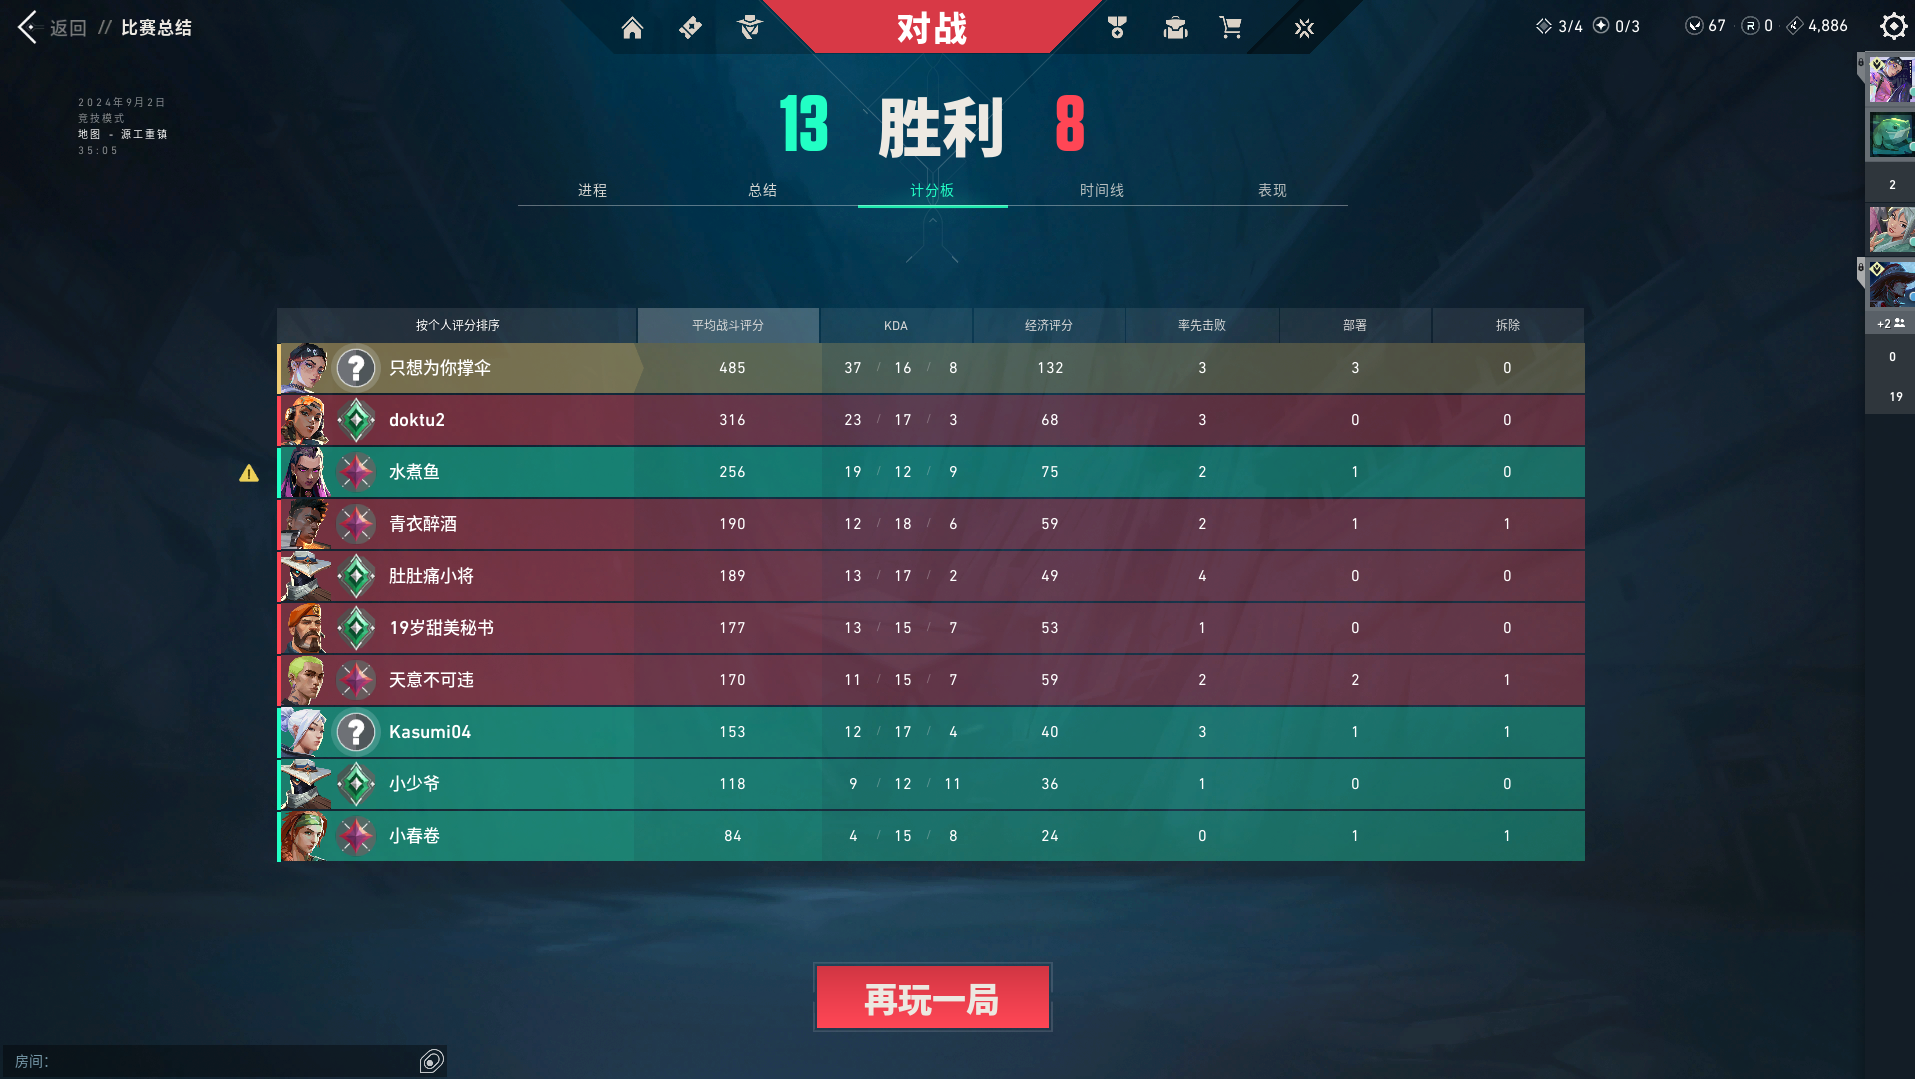 返回 // 比赛总结
对战
3/4 0/3 67 R 0 4,886
2024年9月2日
竞技模式
地图 - 源工重镇
35:05
13 胜利 8
进程 总结 计分板 时间线 表现
2
+2
0
19
按个人评分排序 平均战斗评分 KDA 经济评分 率先击败 部署 拆除
? 只想为你撑伞 485 37 / 16 / 8 132 3 3 0
doktu2 316 23 / 17 / 3 68 3 0 0
水煮鱼 256 19 / 12 / 9 75 2 1 0
青衣醉酒 190 12 / 18 / 6 59 2 1 1
肚肚痛小将 189 13 / 17 / 2 49 4 0 0
19岁甜美秘书 177 13 / 15 / 7 53 1 0 0
天意不可违 170 11 / 15 / 7 59 2 2 1
? Kasumi04 153 12 / 17 / 4 40 3 1 1
小少爷 118 9 / 12 / 11 36 1 0 0
小春卷 84 4 / 15 / 8 24 0 1 1
再玩一局
房间: